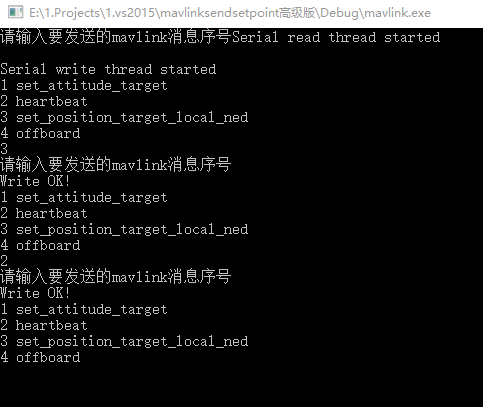 E:\1.Projects\1.vs2015\mavlinksendsetpoint高级版\Debug\mavlink.exe
请输入要发送的mavlink消息序号Serial read thread started
Serial write thread started
1 set_attitude_target
2 heartbeat
3 set_position_target_local_ned
4 offboard
3
请输入要发送的mavlink消息序号
Write OK!
1 set_attitude_target
2 heartbeat
3 set_position_target_local_ned
4 offboard
2
请输入要发送的mavlink消息序号
Write OK!
1 set_attitude_target
2 heartbeat
3 set_position_target_local_ned
4 offboard